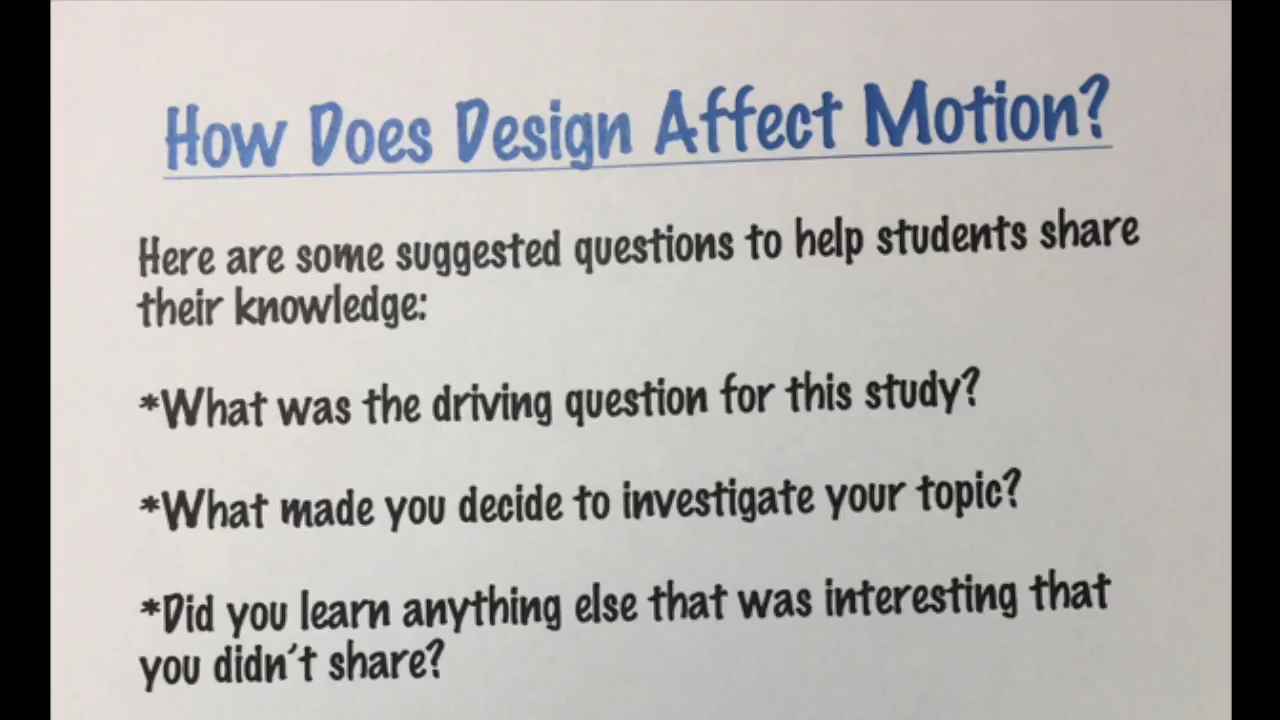 How Does Design Affect Motion?
Here are some suggested questions to help students share
their knowledge:
*What was the driving question for this study?
*What made you decide to investigate your topic?
*Did you learn anything else that was interesting that
you didn't share?